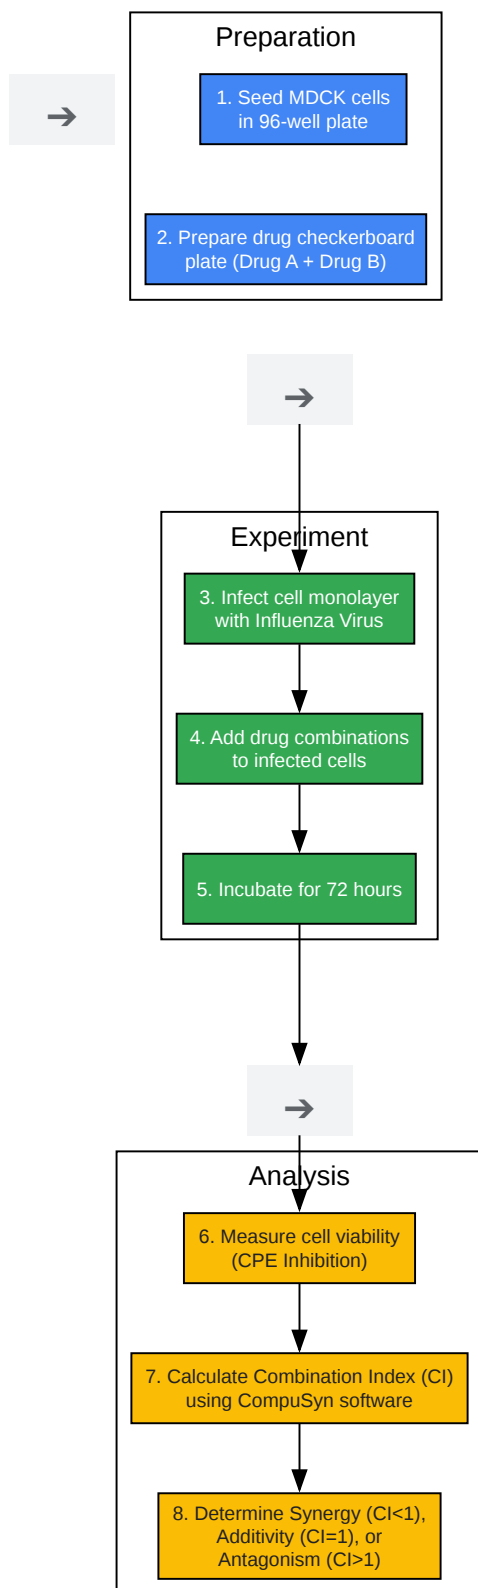 Preparation
➔
1. Seed MDCK cells
in 96-well plate
2. Prepare drug checkerboard
plate (Drug A + Drug B)
➔
Experiment
3. Infect cell monolayer
with Influenza Virus
4. Add drug combinations
to infected cells
5. Incubate for 72 hours
➔
Analysis
6. Measure cell viability
(CPE Inhibition)
7. Calculate Combination Index (CI)
using CompuSyn software
8. Determine Synergy (CI<1),
Additivity (CI=1), or
Antagonism (CI>1)